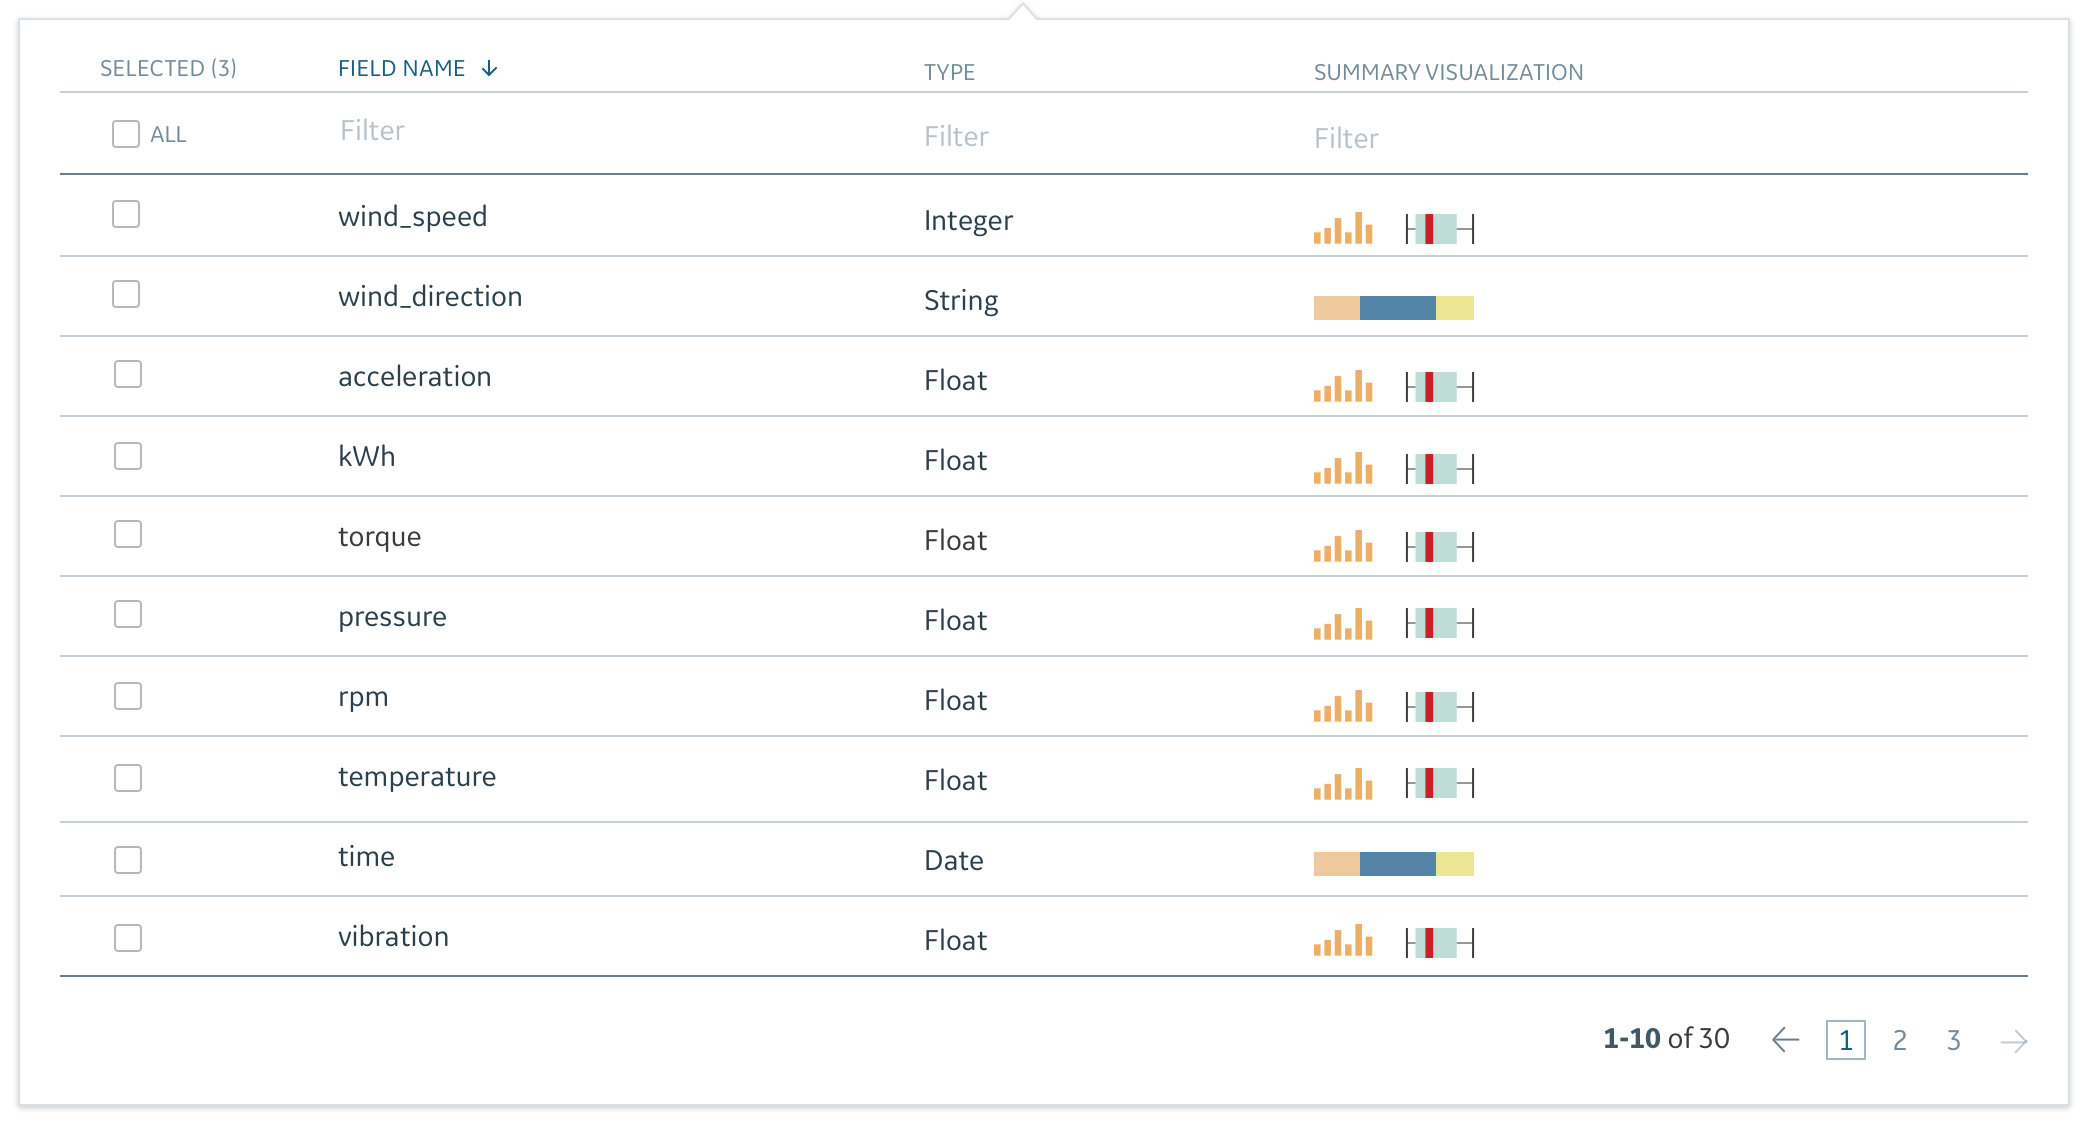 SELECTED (3) FIELD NAME TYPE SUMMARY VISUALIZATION
ALL Filter Filter Filter
wind_speed Integer
wind_direction String
acceleration Float
kWh Float
torque Float
pressure Float
rpm Float
temperature Float
time Date
vibration Float
1-10 of 30 1 2 3